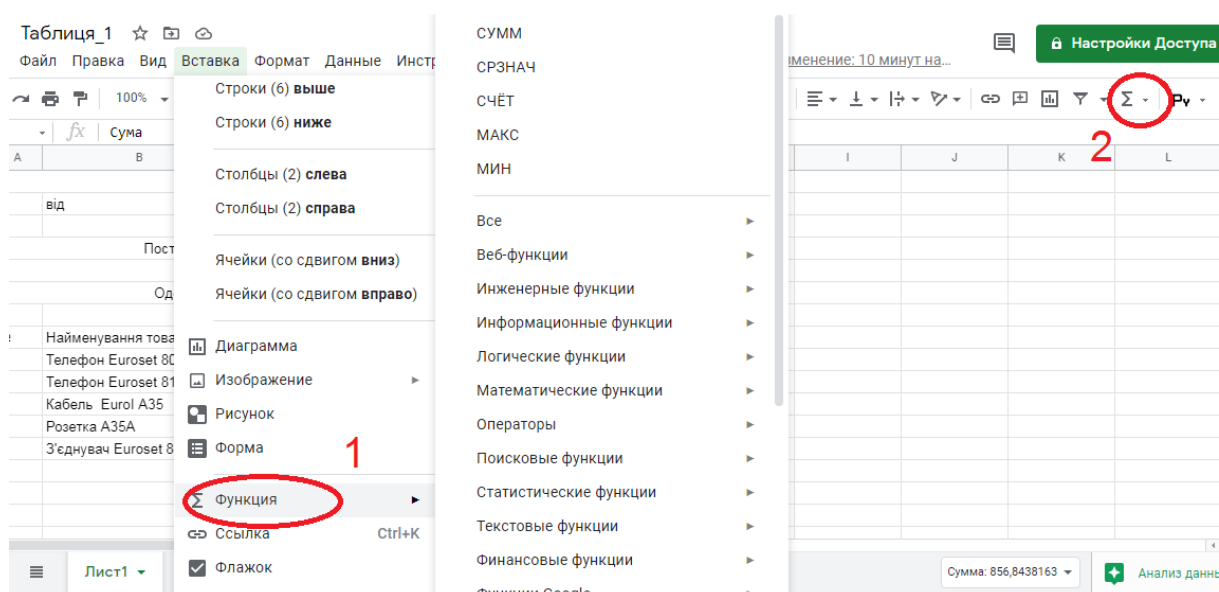 Таблиця_1
Файл Правка Вид Вставка Формат Данные Инстр
зменение: 10 минут на...
Настройки Доступа
100%
fx Сума
2
A B I J K L
від
Пост
Од
Найменування това
Телефон Euroset 80
Телефон Euroset 81
Кабель Eurol A35
Розетка А35А
З'єднувач Euroset 8
Строки (6) выше
Строки (6) ниже
Столбцы (2) слева
Столбцы (2) справа
Ячейки (со сдвигом вниз)
Ячейки (со сдвигом вправо)
Диаграмма
Изображение
Рисунок
Форма
1
Σ Функция
Ссылка Ctrl+K
Флажок
СУММ
СРЗНАЧ
СЧЁТ
МАКС
МИН
Все
Веб-функции
Инженерные функции
Информационные функции
Логические функции
Математические функции
Операторы
Поисковые функции
Статистические функции
Текстовые функции
Финансовые функции
Функции Google
Лист1
Сумма: 856,8438163
Анализ данны